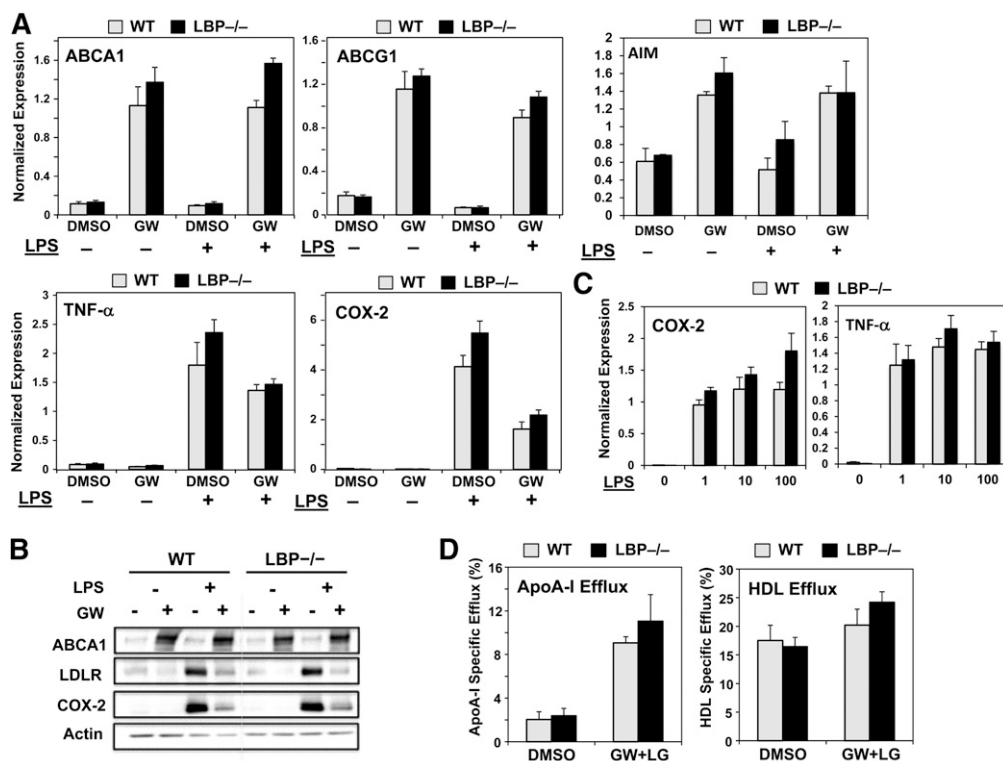 A
WT LBP–/– WT LBP–/– WT LBP–/–
ABCA1
Normalized Expression
1.6
1.2
0.8
0.4
0
DMSO GW DMSO GW
LPS – – + +
ABCG1
1.6
1.2
0.8
0.4
0
DMSO GW DMSO GW
– – + +
AIM
2
1.8
1.6
1.4
1.2
1
0.8
0.6
0.4
0.2
0
DMSO GW DMSO GW
LPS – – + +
WT LBP–/– WT LBP–/–
TNF-α
Normalized Expression
3
2.5
2
1.5
1
0.5
0
DMSO GW DMSO GW
LPS – – + +
COX-2
6
4
2
0
DMSO GW DMSO GW
LPS – – + +
C
WT LBP–/–
COX-2
Normalized Expression
2.5
2
1.5
1
0.5
0
LPS 0 1 10 100
TNF-α
2
1.8
1.6
1.4
1.2
1
0.8
0.6
0.4
0.2
0
0 1 10 100
B
WT LBP–/–
LPS - + - +
GW - + - + - + - +
ABCA1
LDLR
COX-2
Actin
D
WT LBP–/– WT LBP–/–
ApoA-I Efflux
ApoA-I Specific Efflux (%)
16
12
8
4
0
DMSO GW+LG
HDL Efflux
HDL Specific Efflux (%)
30
25
20
15
10
5
0
DMSO GW+LG